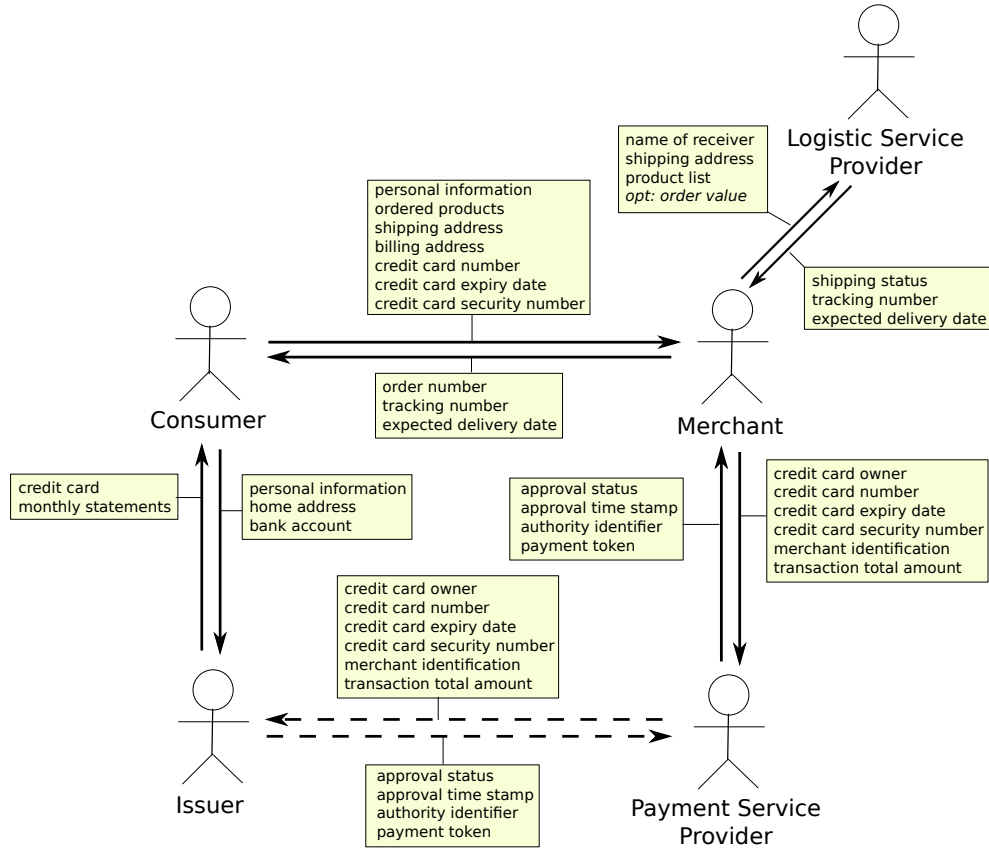 Logistic Service
Provider
name of receiver
shipping address
product list
opt: order value
shipping status
tracking number
expected delivery date
personal information
ordered products
shipping address
billing address
credit card number
credit card expiry date
credit card security number
order number
tracking number
expected delivery date
Consumer
Merchant
credit card
monthly statements
personal information
home address
bank account
approval status
approval time stamp
authority identifier
payment token
credit card owner
credit card number
credit card expiry date
credit card security number
merchant identification
transaction total amount
credit card owner
credit card number
credit card expiry date
credit card security number
merchant identification
transaction total amount
approval status
approval time stamp
authority identifier
payment token
Issuer
Payment Service
Provider